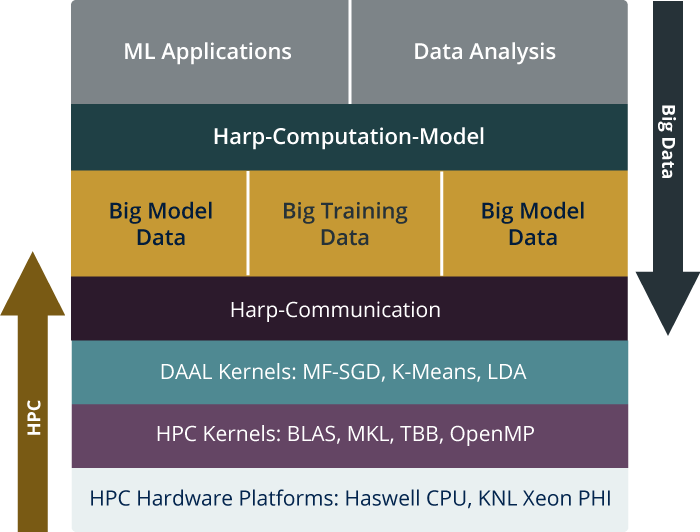 ML Applications
Data Analysis
Harp-Computation-Model
Big Model
Data
Big Training
Data
Big Model
Data
Harp-Communication
DAAL Kernels: MF-SGD, K-Means, LDA
HPC Kernels: BLAS, MKL, TBB, OpenMP
HPC Hardware Platforms: Haswell CPU, KNL Xeon PHI
HPC
Big Data